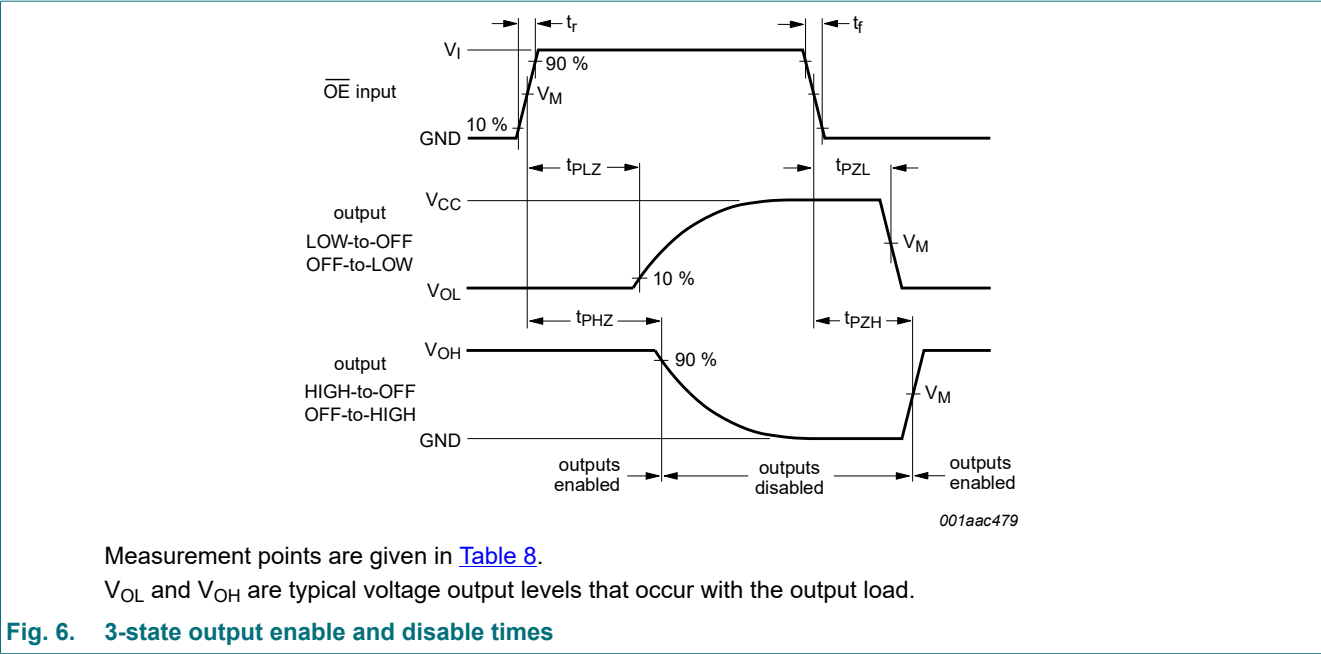 tr
tf
VI
90 %
OE input
VM
10 %
GND
tPLZ
tPZL
VCC
output
LOW-to-OFF
OFF-to-LOW
VM
10 %
VOL
tPHZ
tPZH
VOH
output
90 %
HIGH-to-OFF
OFF-to-HIGH
VM
GND
outputs
enabled
outputs
disabled
outputs
enabled
001aac479
Measurement points are given in Table 8.
VOL and VOH are typical voltage output levels that occur with the output load.
Fig. 6. 3-state output enable and disable times